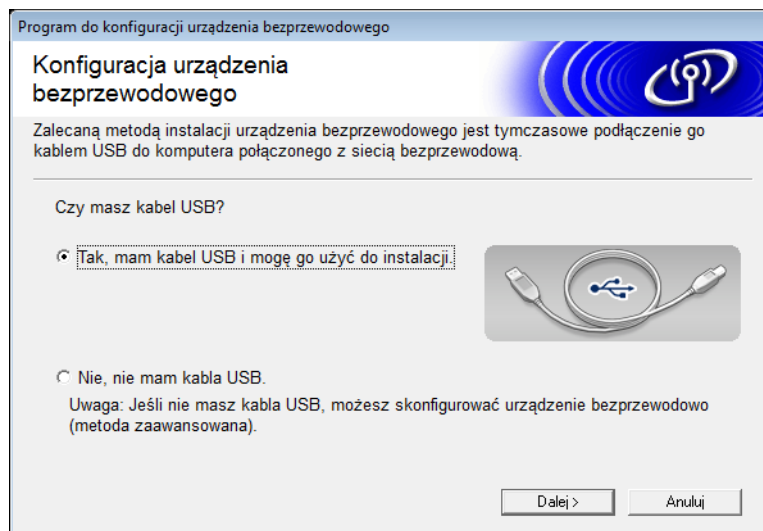 Program do konfiguracji urządzenia bezprzewodowego
Konfiguracja urządzenia
bezprzewodowego
Zalecaną metodą instalacji urządzenia bezprzewodowego jest tymczasowe podłączenie go
kablem USB do komputera połączonego z siecią bezprzewodową.
Czy masz kabel USB?
Tak, mam kabel USB i mogę go użyć do instalacji.
Nie, nie mam kabla USB.
Uwaga: Jeśli nie masz kabla USB, możesz skonfigurować urządzenie bezprzewodowo
(metoda zaawansowana).
Dalej > Anuluj